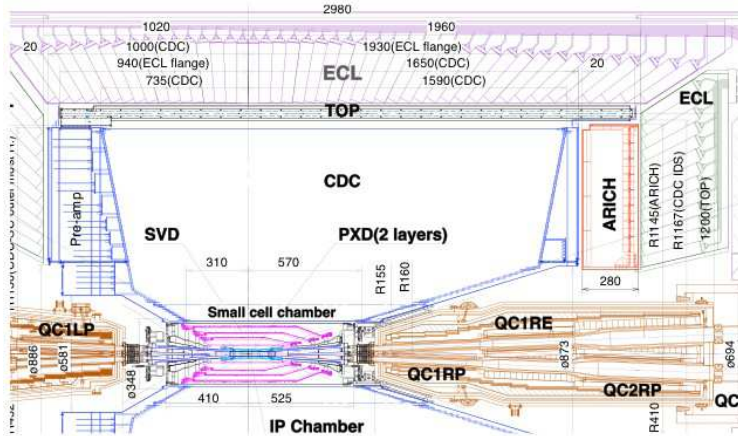 2980
1020 1960
20 1000(CDC) 1930(ECL flange)
940(ECL flange) 1650(CDC) 20
735(CDC) ECL 1590(CDC)
ECL
TOP
CDC
Pre-amp
ARICH
R1145(ARICH)
R1167(CDC IDS)
1200(TOP)
SVD PXD(2 layers)
310 570
R155
R160
280
Small cell chamber
QC1LP QC1RE
ø886
ø581
ø348
ø873
ø694
QC1RP QC2RP
410 525
R410
IP Chamber